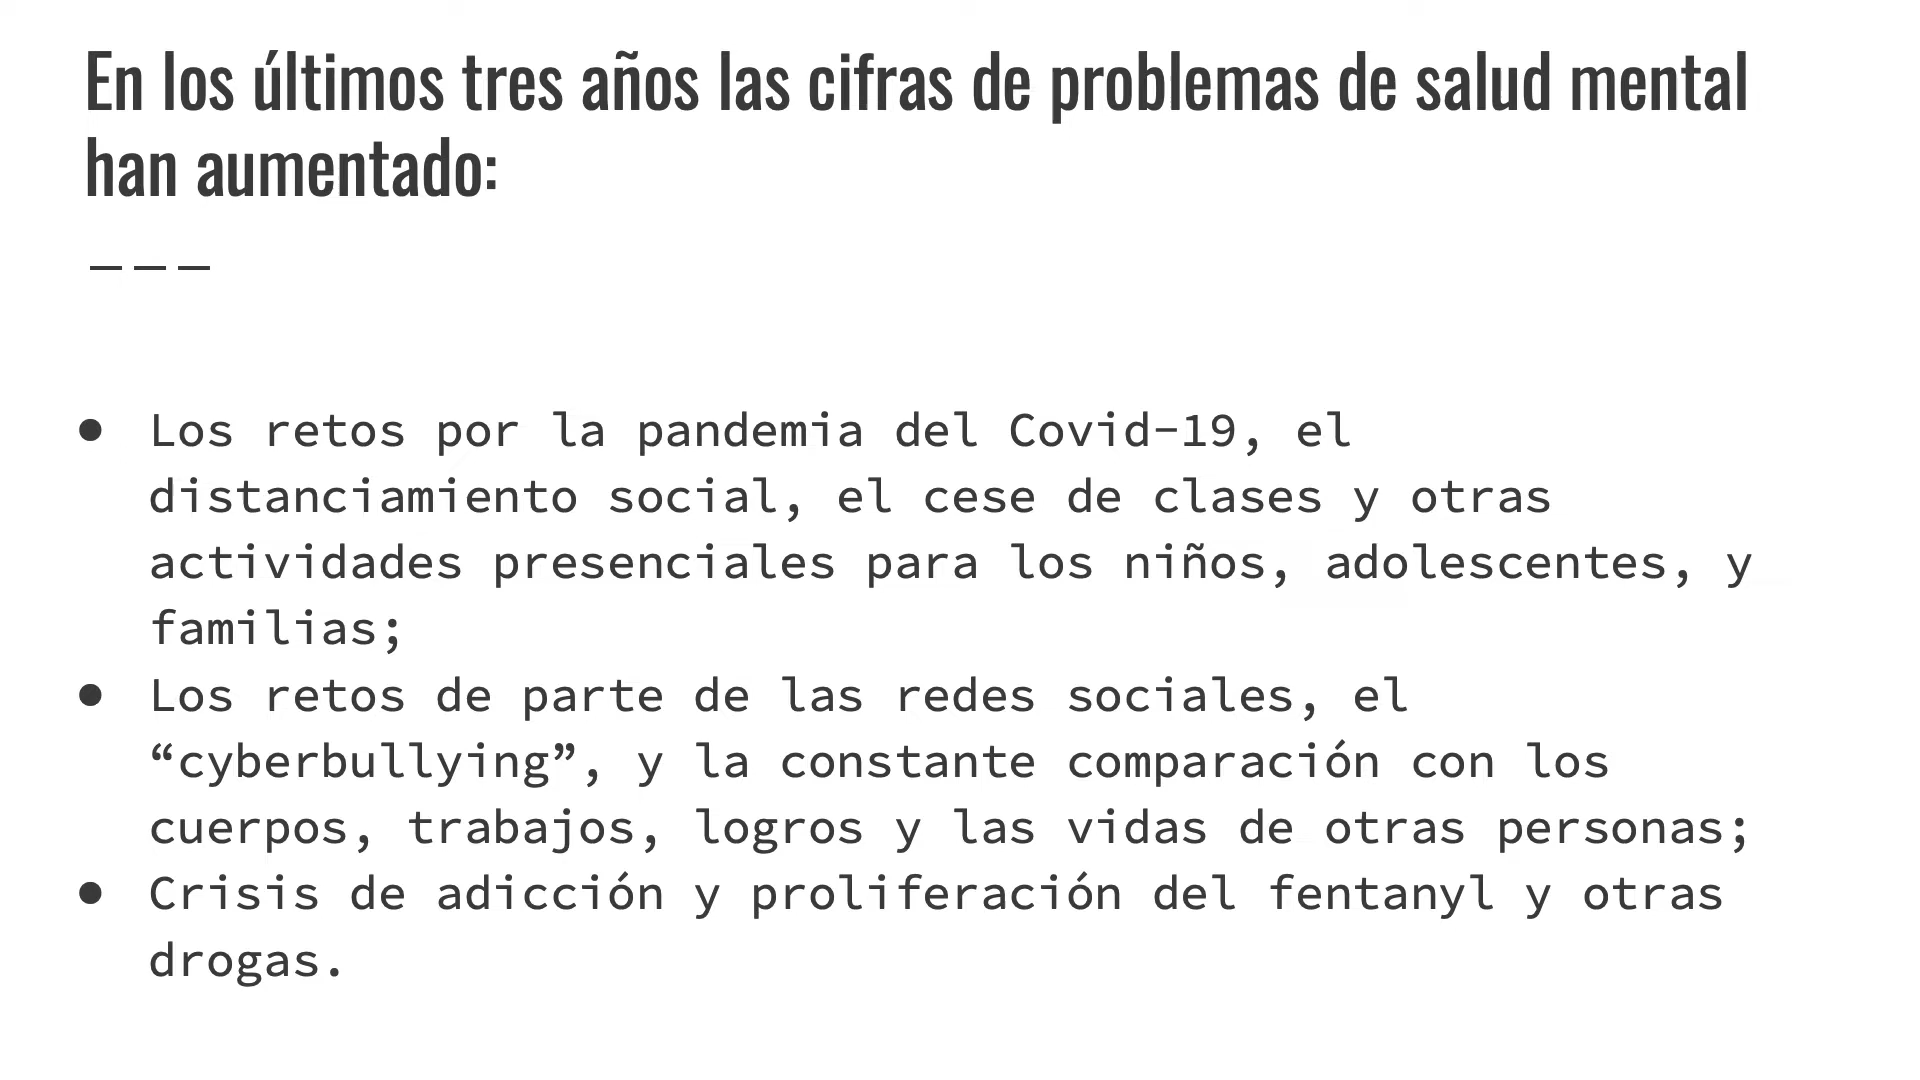 En los últimos tres años las cifras de problemas de salud mental
han aumentado:
● Los retos por la pandemia del Covid-19, el
distanciamiento social, el cese de clases y otras
actividades presenciales para los niños, adolescentes, y
familias;
● Los retos de parte de las redes sociales, el
“cyberbullying”, y la constante comparación con los
cuerpos, trabajos, logros y las vidas de otras personas;
● Crisis de adicción y proliferación del fentanyl y otras
drogas.